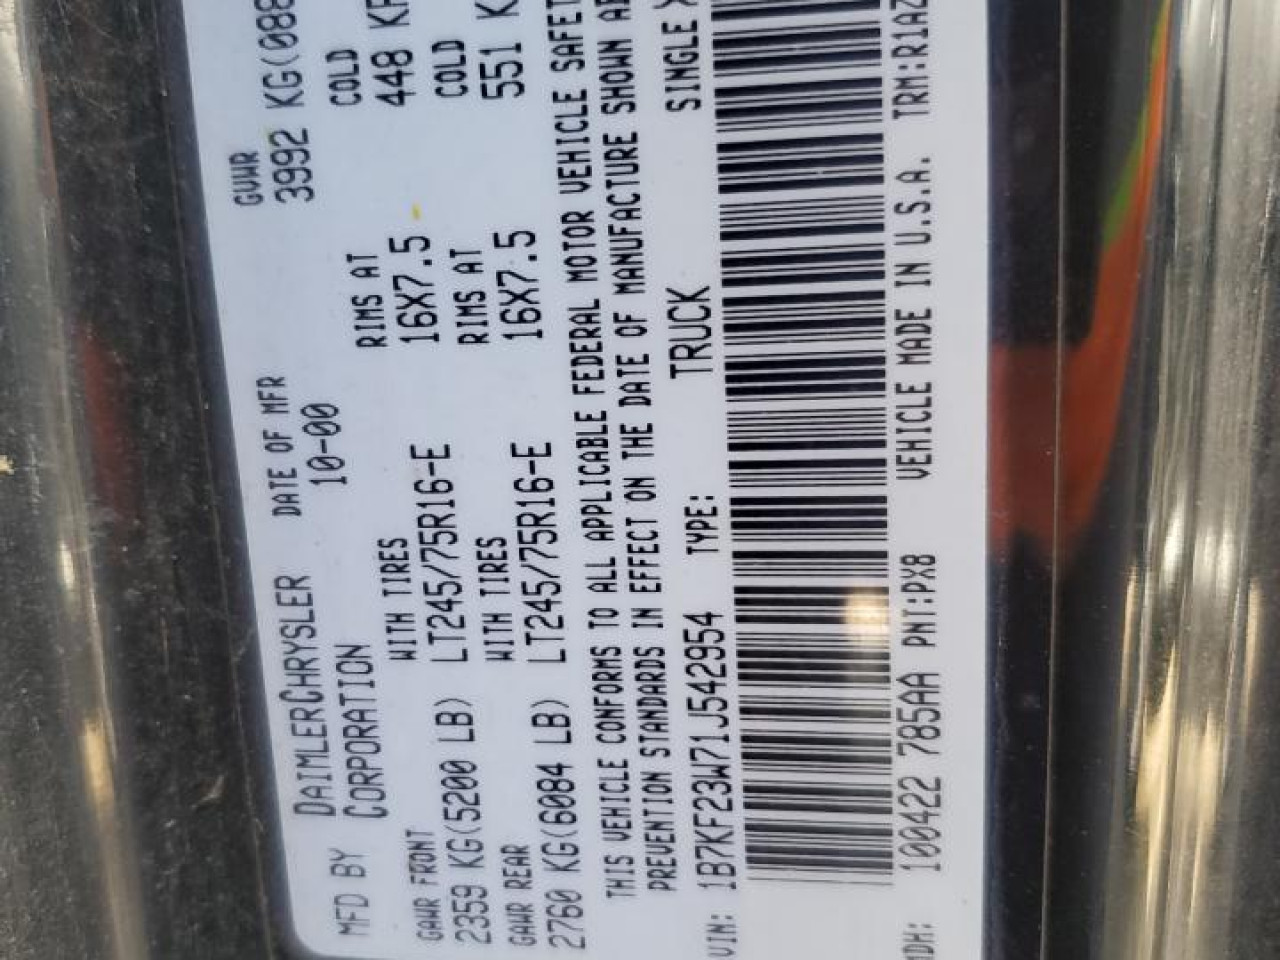 MFD BY DAIMLERCHRYSLER CORPORATION DATE OF MFR 10-00 GVWR 3992 KG(
GAWR FRONT WITH TIRES RIMS AT COLD
2359 KG(5200 LB) LT245/75R16-E 16X7.5 448
GAWR REAR WITH TIRES RIMS AT COLD
2760 KG(6084 LB) LT245/75R16-E 16X7.5 551
THIS VEHICLE CONFORMS TO ALL APPLICABLE FEDERAL MOTOR VEHICLE
PREVENTION STANDARDS IN EFFECT ON THE DATE OF MANUFACTURE SHOWN
VIN: 1B7KF23W71J542954 TYPE: TRUCK SINGLE
MDH: 100422 785AA PNT:PX8 VEHICLE MADE IN U.S.A. TRM: